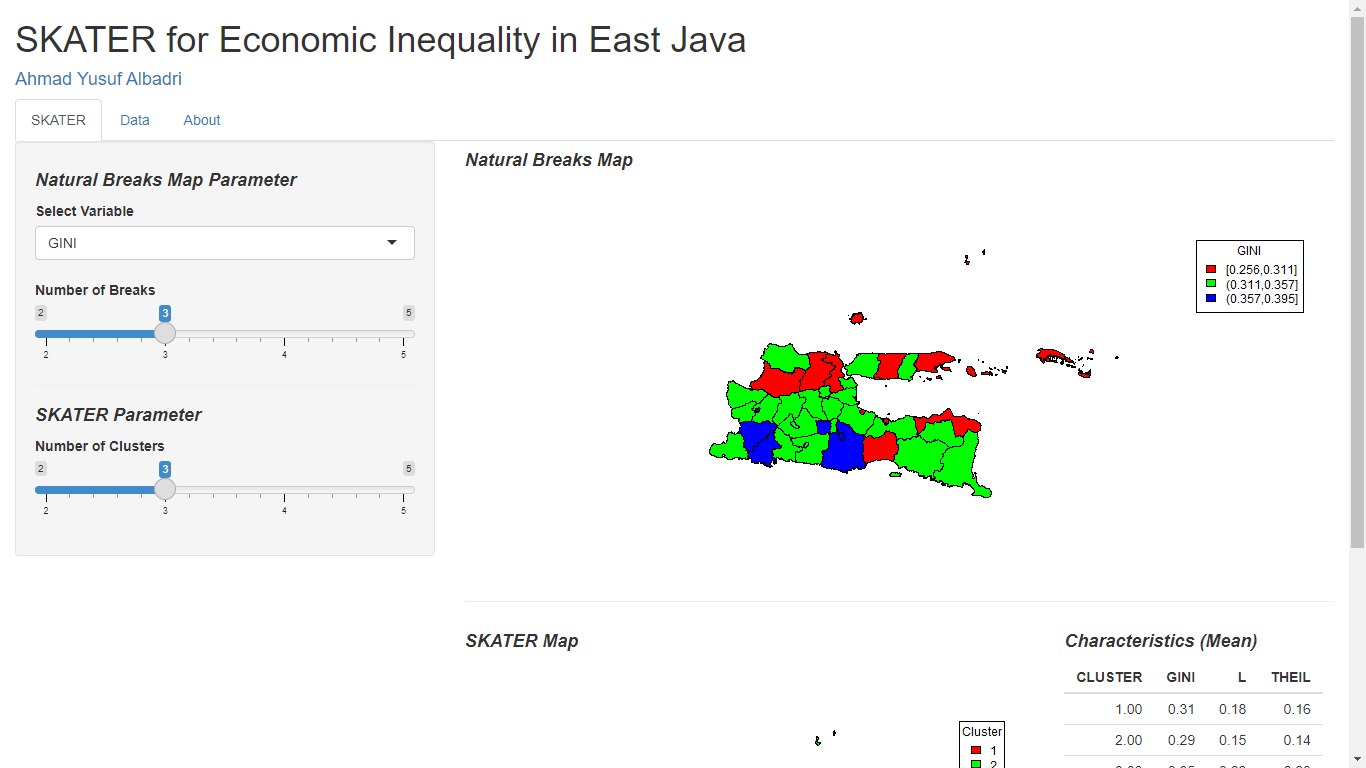 SKATER for Economic Inequality in East Java
Ahmad Yusuf Albadri
SKATER
Data
About
Natural Breaks Map Parameter
Select Variable
GINI
Number of Breaks
2 3 5
2 3 4 5
SKATER Parameter
Number of Clusters
2 3 5
2 3 4 5
Natural Breaks Map
GINI
[0.256,0.311]
(0.311,0.357]
(0.357,0.395]
SKATER Map
Cluster
1
2
Characteristics (Mean)
CLUSTER GINI L THEIL
1.00 0.31 0.18 0.16
2.00 0.29 0.15 0.14